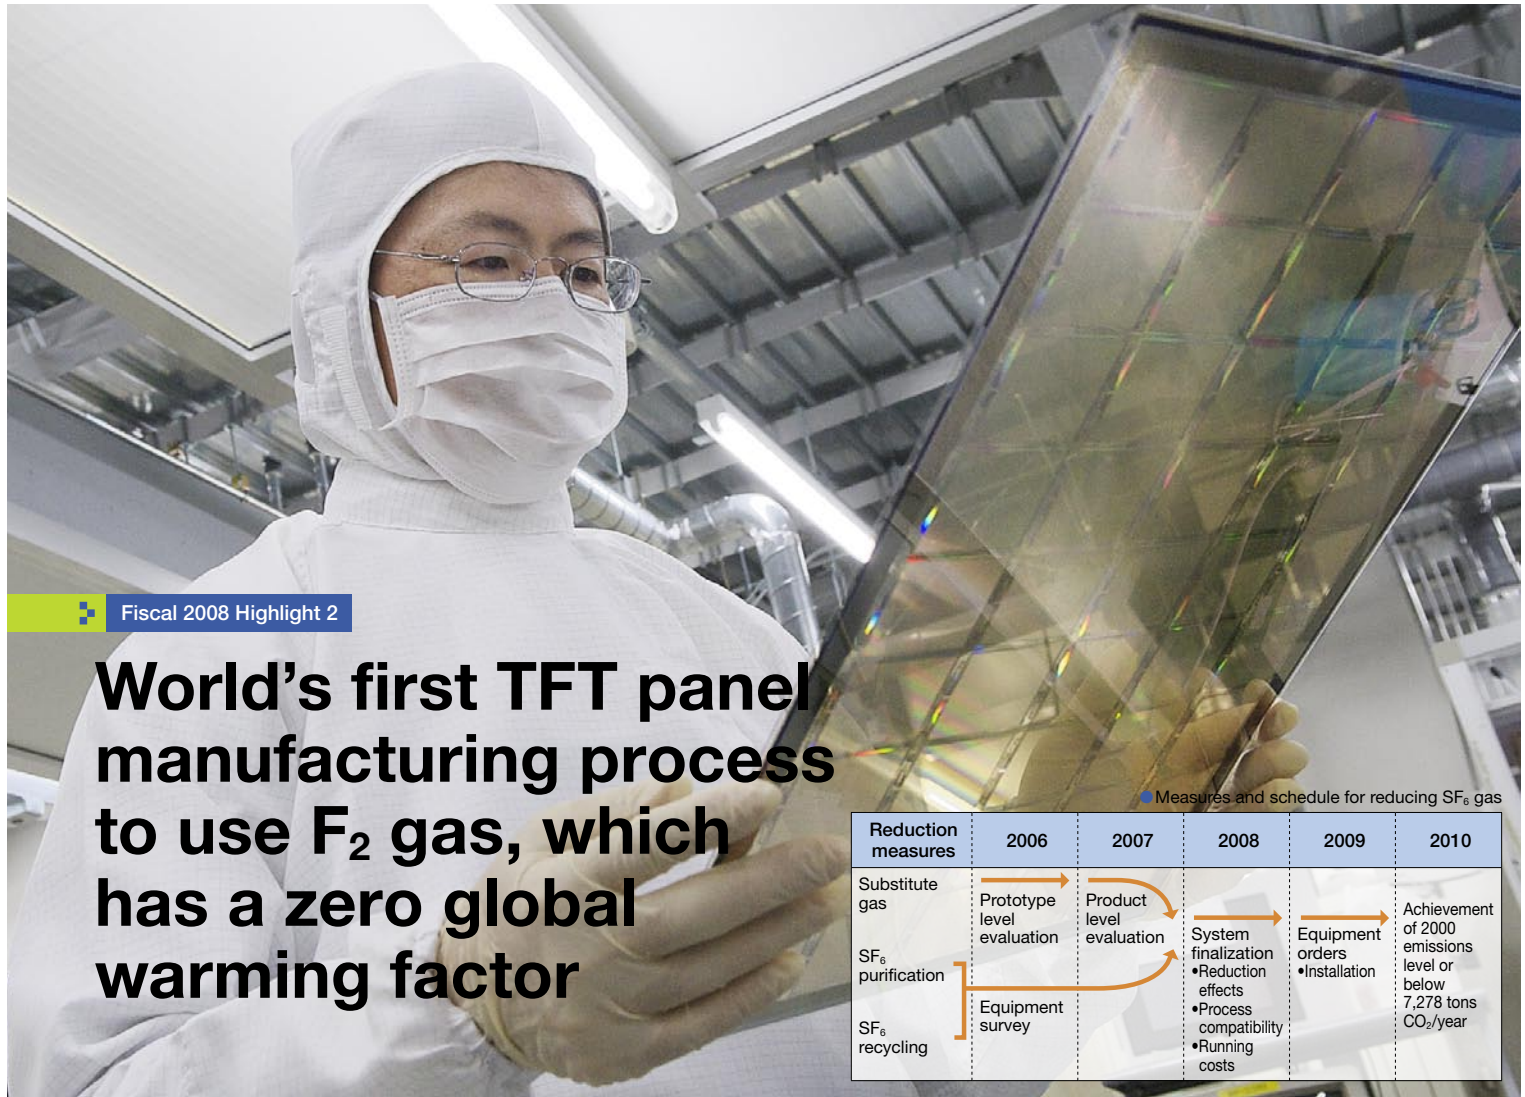 Fiscal 2008 Highlight 2
World’s first TFT panel
manufacturing process
to use F₂ gas, which
has a zero global
warming factor
●Measures and schedule for reducing SF₆ gas
Reduction
measures
2006
2007
2008
2009
2010
Substitute
gas
SF₆
purification
SF₆
recycling
Prototype
level
evaluation
Equipment
survey
Product
level
evaluation
System
finalization
•Reduction
effects
•Process
compatibility
•Running
costs
Equipment
orders
•Installation
Achievement
of 2000
emissions
level or
below
7,278 tons
CO₂/year